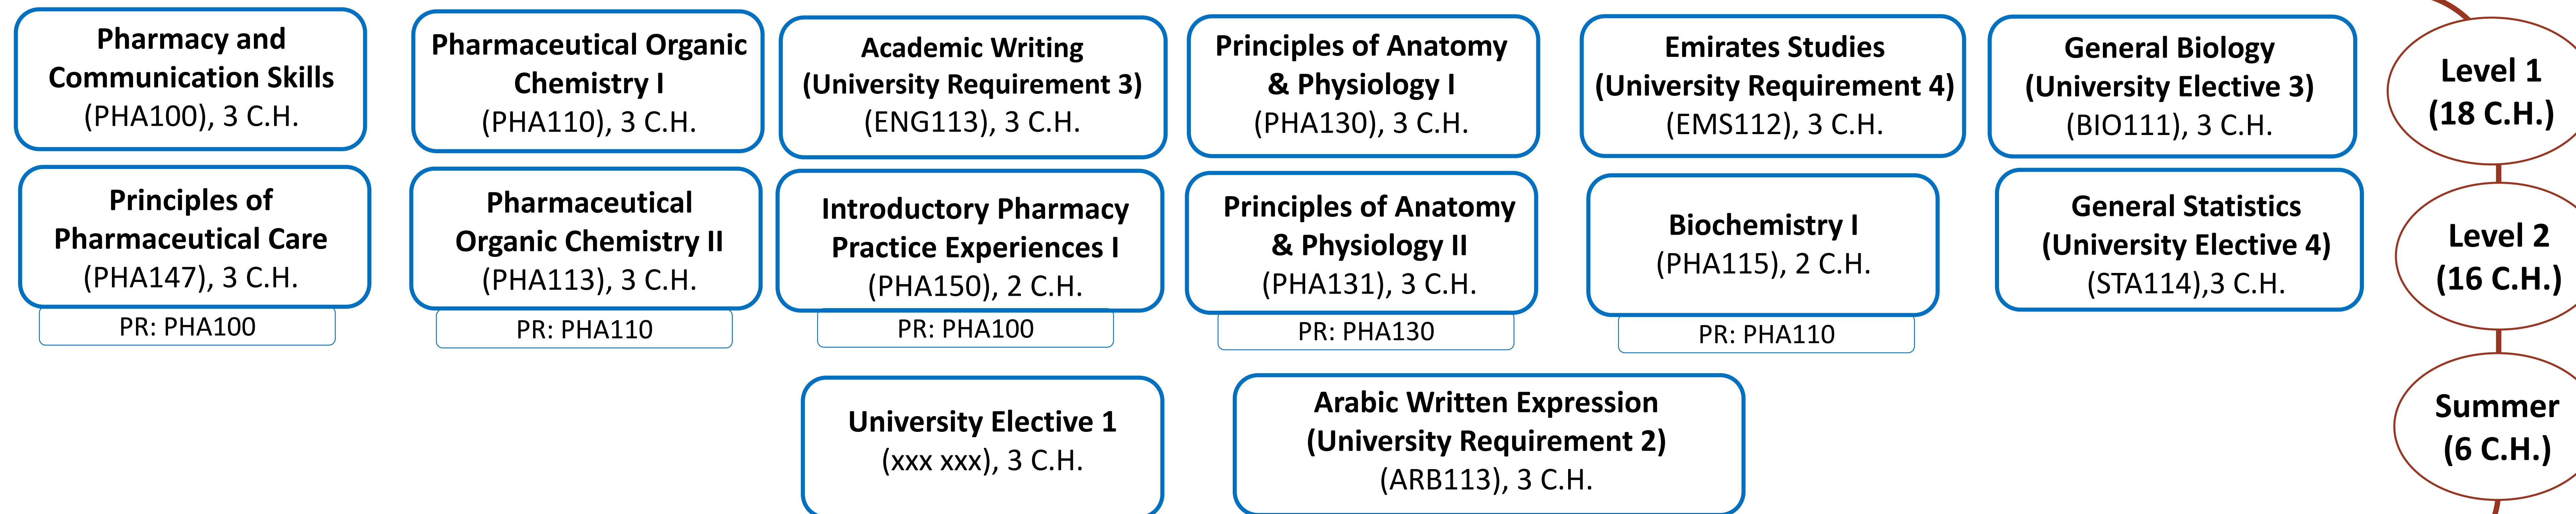 Pharmacy and
Communication Skills
(PHA100), 3 C.H.
Pharmaceutical Organic
Chemistry I
(PHA110), 3 C.H.
Academic Writing
(University Requirement 3)
(ENG113), 3 C.H.
Principles of Anatomy
& Physiology I
(PHA130), 3 C.H.
Emirates Studies
(University Requirement 4)
(EMS112), 3 C.H.
General Biology
(University Elective 3)
(BIO111), 3 C.H.
Level 1
(18 C.H.)
Principles of
Pharmaceutical Care
(PHA147), 3 C.H.
PR: PHA100
Pharmaceutical
Organic Chemistry II
(PHA113), 3 C.H.
PR: PHA110
Introductory Pharmacy
Practice Experiences I
(PHA150), 2 C.H.
PR: PHA100
Principles of Anatomy
& Physiology II
(PHA131), 3 C.H.
PR: PHA130
Biochemistry I
(PHA115), 2 C.H.
PR: PHA110
General Statistics
(University Elective 4)
(STA114),3 C.H.
Level 2
(16 C.H.)
University Elective 1
(xxx xxx), 3 C.H.
Arabic Written Expression
(University Requirement 2)
(ARB113), 3 C.H.
Summer
(6 C.H.)